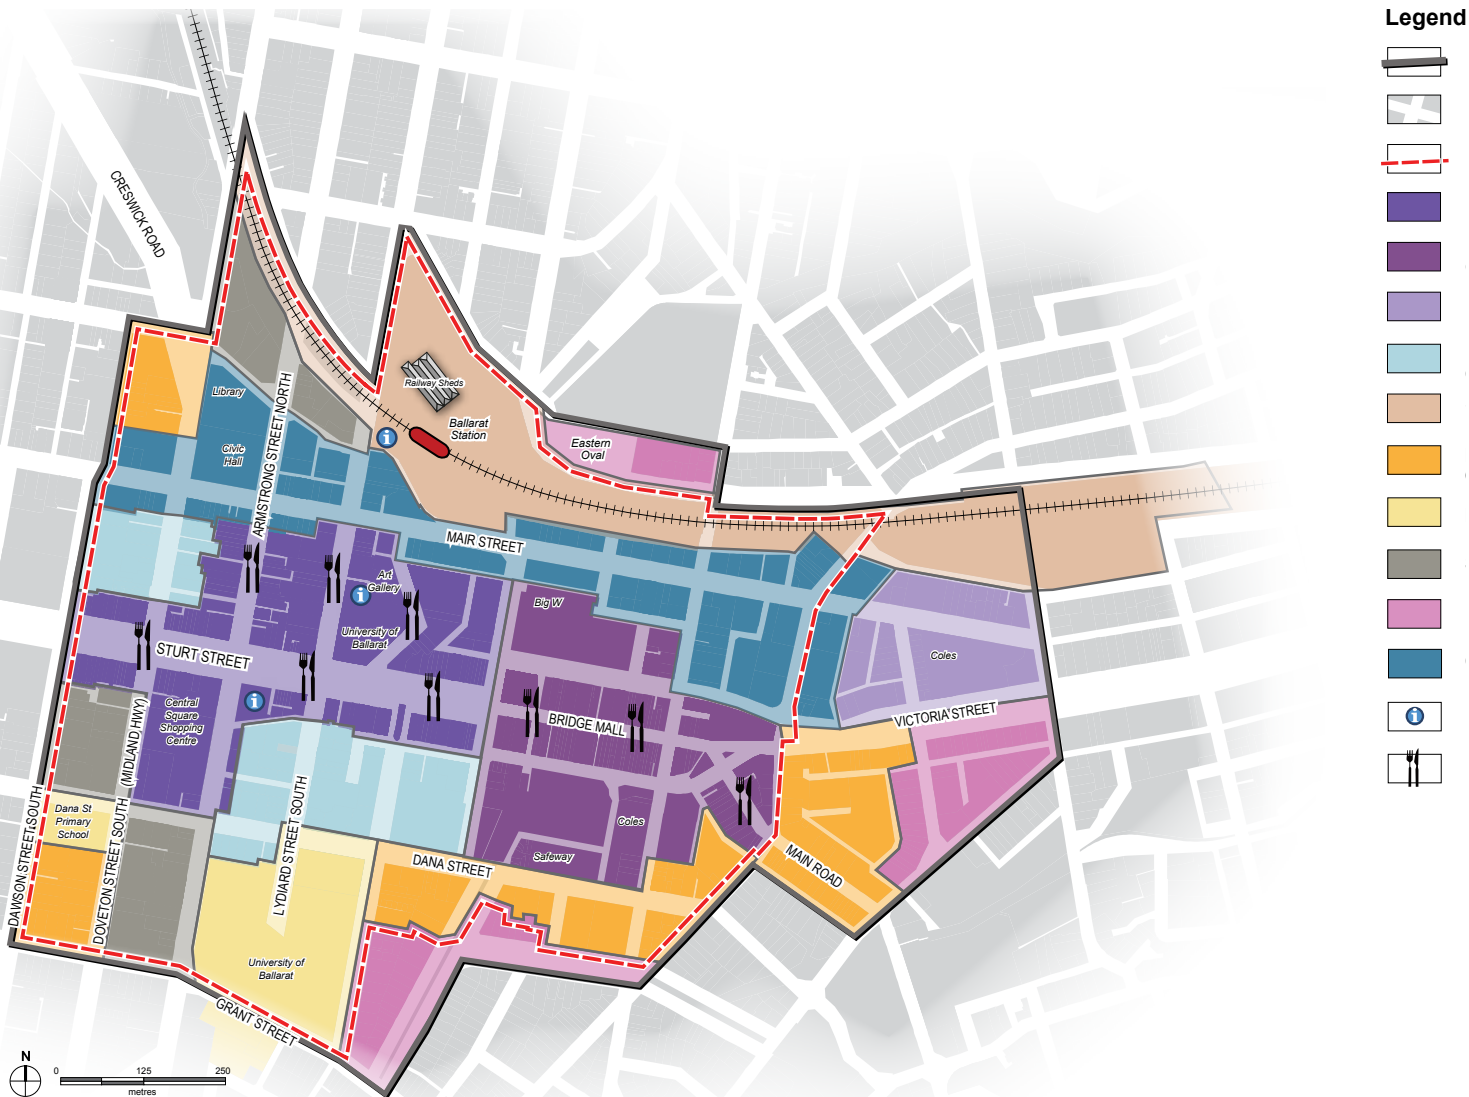 Legend
CRESWICK ROAD
Library
Civic
Hall
ARMSTRONG STREET NORTH
Railway Sheds
Ballarat
Station
Eastern
Oval
MAIR STREET
Art
Gallery
University of
Ballarat
Big W
STURT STREET
Central
Square
Shopping
Centre
BRIDGE MALL
Coles
VICTORIA STREET
DAWSON STREET SOUTH
Dana St
Primary
School
DOVETON STREET SOUTH (MIDLAND HWY)
LYDIARD STREET SOUTH
Coles
Safeway
DANA STREET
MAIN ROAD
University of
Ballarat
GRANT STREET
N
0 125 250
metres